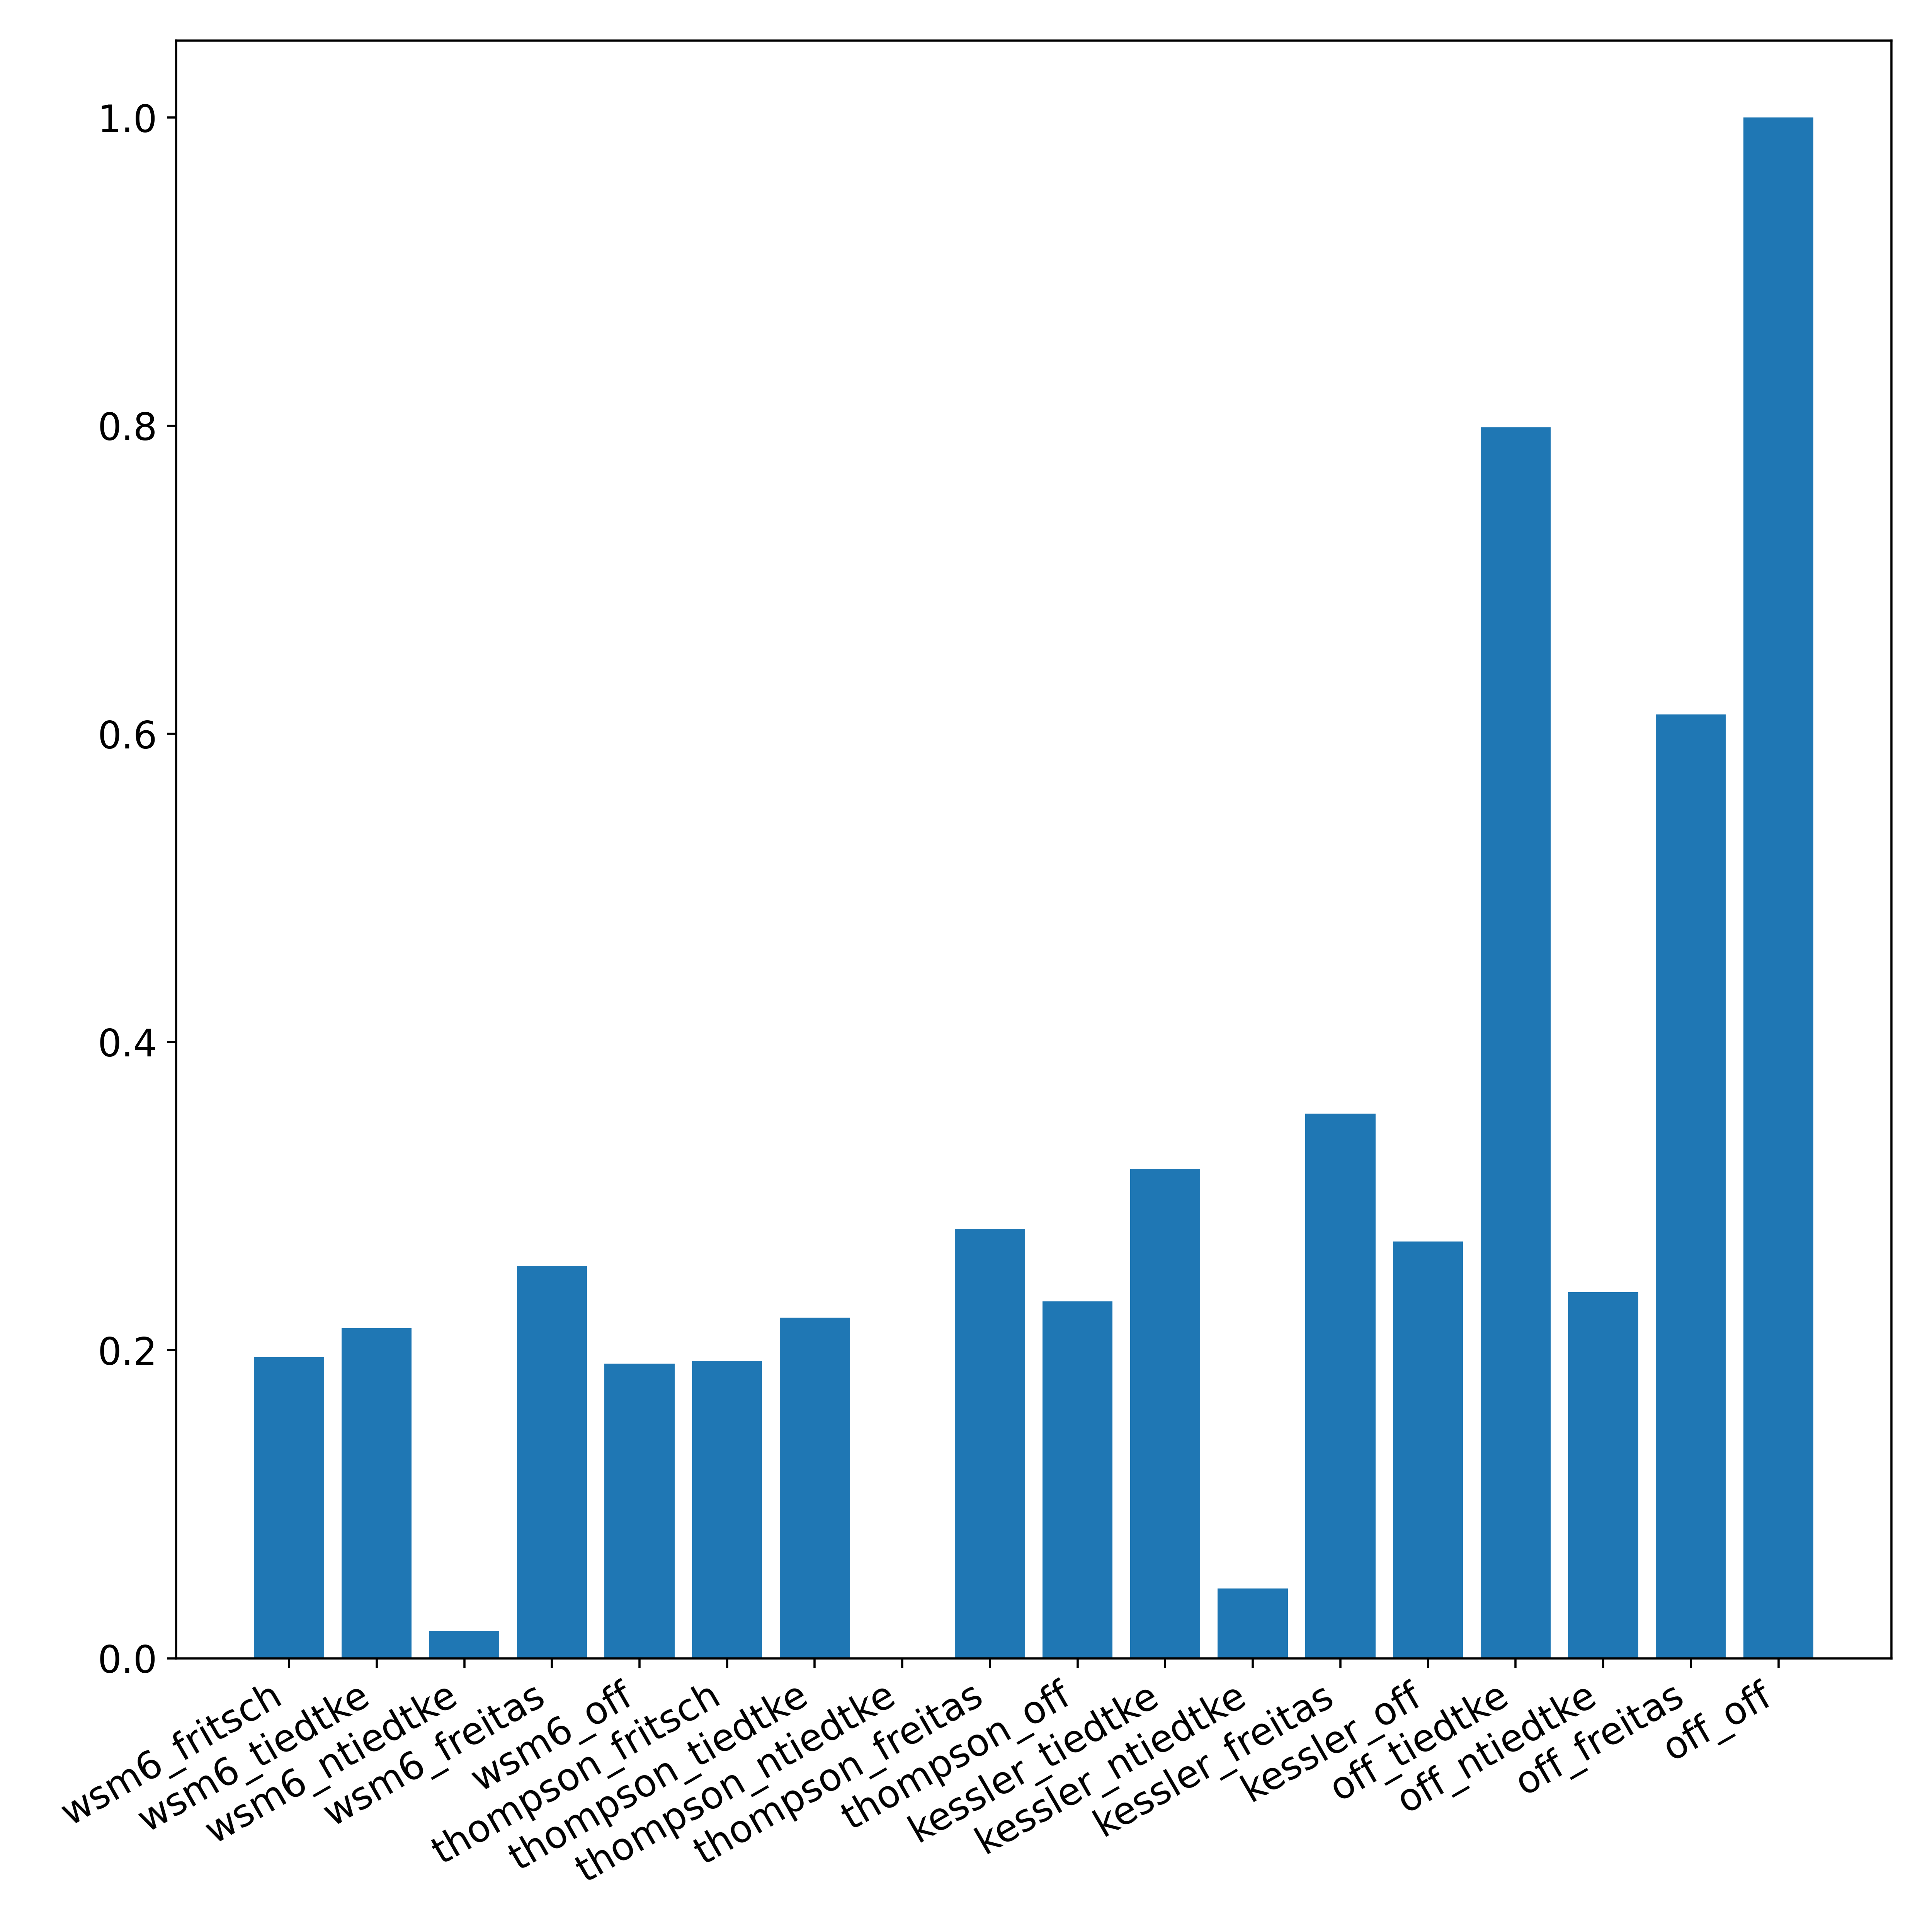 1.0
0.8
0.6
0.4
0.2
0.0
wsm6_fritsch
wsm6_tiedtke
wsm6_ntiedtke
wsm6_freitas
wsm6_off
thompson_fritsch
thompson_tiedtke
thompson_ntiedtke
thompson_freitas
thompson_off
kessler_tiedtke
kessler_ntiedtke
kessler_freitas
kessler_off
off_tiedtke
off_ntiedtke
off_freitas
off_off